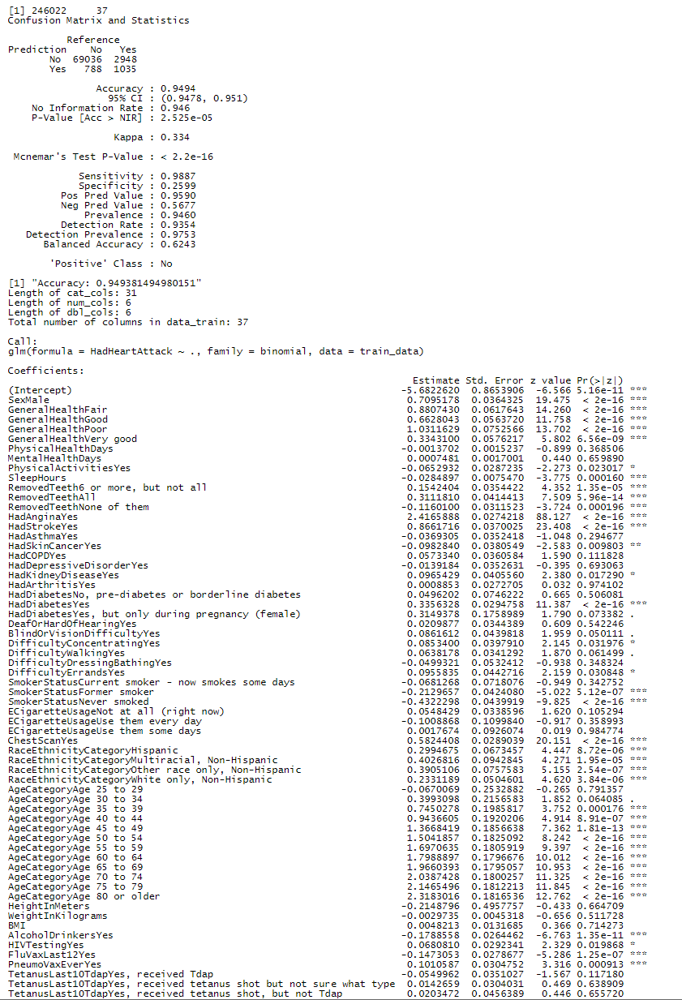 [1] 246022     37
Confusion Matrix and Statistics

          Reference
Prediction    No   Yes
       No  69036  2948
       Yes   788  1035

               Accuracy : 0.9494
                 95% CI : (0.9478, 0.951)
    No Information Rate : 0.946
    P-Value [Acc > NIR] : 2.525e-05

                  Kappa : 0.334

 Mcnemar's Test P-Value : < 2.2e-16

            Sensitivity : 0.9887
            Specificity : 0.2599
         Pos Pred Value : 0.9590
         Neg Pred Value : 0.5677
             Prevalence : 0.9460
         Detection Rate : 0.9354
   Detection Prevalence : 0.9753
      Balanced Accuracy : 0.6243

       'Positive' Class : No

[1] "Accuracy: 0.949381494980151"
Length of cat_cols: 31
Length of num_cols: 6
Length of dbl_cols: 6
Total number of columns in data_train: 37

Call:
glm(formula = HadHeartAttack ~ ., family = binomial, data = train_data)

Coefficients:
Estimate Std. Error z value Pr(>|z|)
(Intercept) -5.6822620 0.8653906 -6.566 5.16e-11 ***
SexMale 0.7095178 0.0364325 19.475 < 2e-16 ***
GeneralHealthFair 0.8807430 0.0617643 14.260 < 2e-16 ***
GeneralHealthGood 0.6628043 0.0563720 11.758 < 2e-16 ***
GeneralHealthPoor 1.0311629 0.0752566 13.702 < 2e-16 ***
GeneralHealthVery good 0.3343100 0.0576217 5.802 6.56e-09 ***
PhysicalHealthDays -0.0013702 0.0015237 -0.899 0.368506
MentalHealthDays 0.0007481 0.0017001 0.440 0.659890
PhysicalActivitiesYes -0.0652932 0.0287235 -2.273 0.023017 *
SleepHours -0.0284897 0.0075470 -3.775 0.000160 ***
RemovedTeeth6 or more, but not all 0.1542404 0.0354422 4.352 1.35e-05 ***
RemovedTeethAll 0.3111810 0.0414413 7.509 5.96e-14 ***
RemovedTeethNone of them -0.1160100 0.0311523 -3.724 0.000196 ***
HadAnginaYes 2.4165888 0.0274218 88.127 < 2e-16 ***
HadStrokeYes 0.8661716 0.0370025 23.408 < 2e-16 ***
HadAsthmaYes -0.0369305 0.0352418 -1.048 0.294677
HadSkinCancerYes -0.0982840 0.0380549 -2.583 0.009803 **
HadCOPDYes 0.0573340 0.0360584 1.590 0.111828
HadDepressiveDisorderYes -0.0139184 0.0352631 -0.395 0.693063
HadKidneyDiseaseYes 0.0965429 0.0405560 2.380 0.017290 *
HadArthritisYes 0.0008853 0.0272705 0.032 0.974102
HadDiabetesNo, pre-diabetes or borderline diabetes 0.0496202 0.0746222 0.665 0.506081
HadDiabetesYes 0.3356328 0.0294758 11.387 < 2e-16 ***
HadDiabetesYes, but only during pregnancy (female) 0.3149378 0.1758989 1.790 0.073382 .
DeafOrHardOfHearingYes 0.0209877 0.0344389 0.609 0.542246
BlindOrVisionDifficultyYes 0.0861612 0.0439818 1.959 0.050111 .
DifficultyConcentratingYes 0.0853400 0.0397910 2.145 0.031976 *
DifficultyWalkingYes 0.0638178 0.0341292 1.870 0.061499 .
DifficultyDressingBathingYes -0.0499321 0.0532412 -0.938 0.348324
DifficultyErrandsYes 0.0955835 0.0442716 2.159 0.030848 *
SmokerStatusCurrent smoker - now smokes some days -0.0681268 0.0718076 -0.949 0.342752
SmokerStatusFormer smoker -0.2129657 0.0424080 -5.022 5.12e-07 ***
SmokerStatusNever smoked -0.4322298 0.0439919 -9.825 < 2e-16 ***
ECigaretteUsageNot at all (right now) 0.0548429 0.0338596 1.620 0.105294
ECigaretteUsageUse them every day -0.1008868 0.1099840 -0.917 0.358993
ECigaretteUsageUse them some days 0.0017674 0.0926074 0.019 0.984774
ChestScanYes 0.5824408 0.0289039 20.151 < 2e-16 ***
RaceEthnicityCategoryHispanic 0.2994675 0.0673457 4.447 8.72e-06 ***
RaceEthnicityCategoryMultiracial, Non-Hispanic 0.4026816 0.0942845 4.271 1.95e-05 ***
RaceEthnicityCategoryOther race only, Non-Hispanic 0.3905106 0.0757583 5.155 2.54e-07 ***
RaceEthnicityCategoryWhite only, Non-Hispanic 0.2331189 0.0504601 4.620 3.84e-06 ***
AgeCategoryAge 25 to 29 -0.0670069 0.2532882 -0.265 0.791357
AgeCategoryAge 30 to 34 0.3993098 0.2156583 1.852 0.064085 .
AgeCategoryAge 35 to 39 0.7450278 0.1985817 3.752 0.000176 ***
AgeCategoryAge 40 to 44 0.9436605 0.1920206 4.914 8.91e-07 ***
AgeCategoryAge 45 to 49 1.3668419 0.1856638 7.362 1.81e-13 ***
AgeCategoryAge 50 to 54 1.5041857 0.1825092 8.242 < 2e-16 ***
AgeCategoryAge 55 to 59 1.6970635 0.1805919 9.397 < 2e-16 ***
AgeCategoryAge 60 to 64 1.7988897 0.1796676 10.012 < 2e-16 ***
AgeCategoryAge 65 to 69 1.9660393 0.1795057 10.953 < 2e-16 ***
AgeCategoryAge 70 to 74 2.0387428 0.1800257 11.325 < 2e-16 ***
AgeCategoryAge 75 to 79 2.1465496 0.1812213 11.845 < 2e-16 ***
AgeCategoryAge 80 or older 2.3183016 0.1816536 12.762 < 2e-16 ***
HeightInMeters -0.2148796 0.4957757 -0.433 0.664709
WeightInKilograms -0.0029735 0.0045318 -0.656 0.511728
BMI 0.0048213 0.0131685 0.366 0.714273
AlcoholDrinkersYes -0.1788558 0.0264462 -6.763 1.35e-11 ***
HIVTestingYes 0.0680810 0.0292341 2.329 0.019868 *
FluVaxLast12Yes -0.1473053 0.0278677 -5.286 1.25e-07 ***
PneumoVaxEverYes 0.1010587 0.0304752 3.316 0.000913 ***
TetanusLast10TdapYes, received Tdap -0.0549962 0.0351027 -1.567 0.117180
TetanusLast10TdapYes, received tetanus shot but not sure what type 0.0142659 0.0304031 0.469 0.638909
TetanusLast10TdapYes, received tetanus shot, but not Tdap 0.0203472 0.0456389 0.446 0.655720